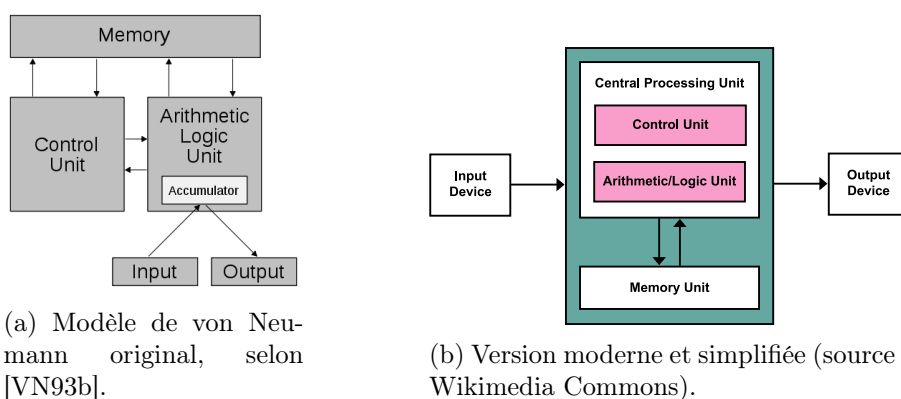 Memory
Control
Unit
Arithmetic
Logic
Unit
Accumulator
Input
Output
(a) Modèle de von Neu-
mann original, selon
[VN93b].
Central Processing Unit
Control Unit
Arithmetic/Logic Unit
Input
Device
Output
Device
Memory Unit
(b) Version moderne et simplifiée (source
Wikimedia Commons).